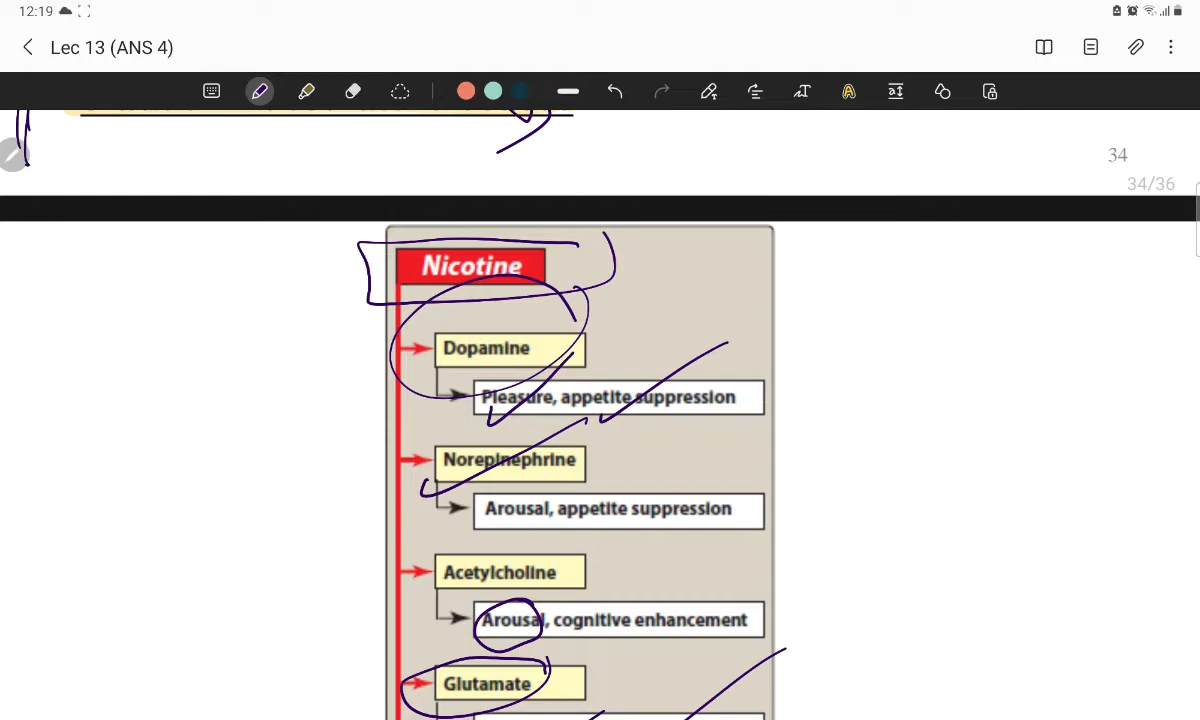 12:19
Lec 13 (ANS 4)
34
34/36
Nicotine
Dopamine
Pleasure, appetite suppression
Norepinephrine
Arousal, appetite suppression
Acetylcholine
Arousal, cognitive enhancement
Glutamate